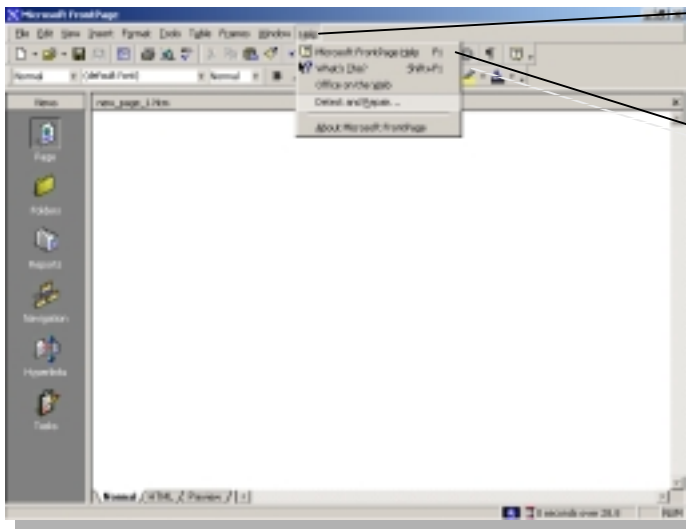 Microsoft FrontPage
File Edit View Insert Format Tools Table Frames Window Help
Normal (default font) Normal
Microsoft FrontPage Help F1
What's This? Shift+F1
Office on the Web
Detect and Repair...
About Microsoft FrontPage
Views new_page_1.htm
Page
Folders
Reports
Navigation
Hyperlinks
Tasks
Normal HTML Preview
0 seconds over 28.8 NUM